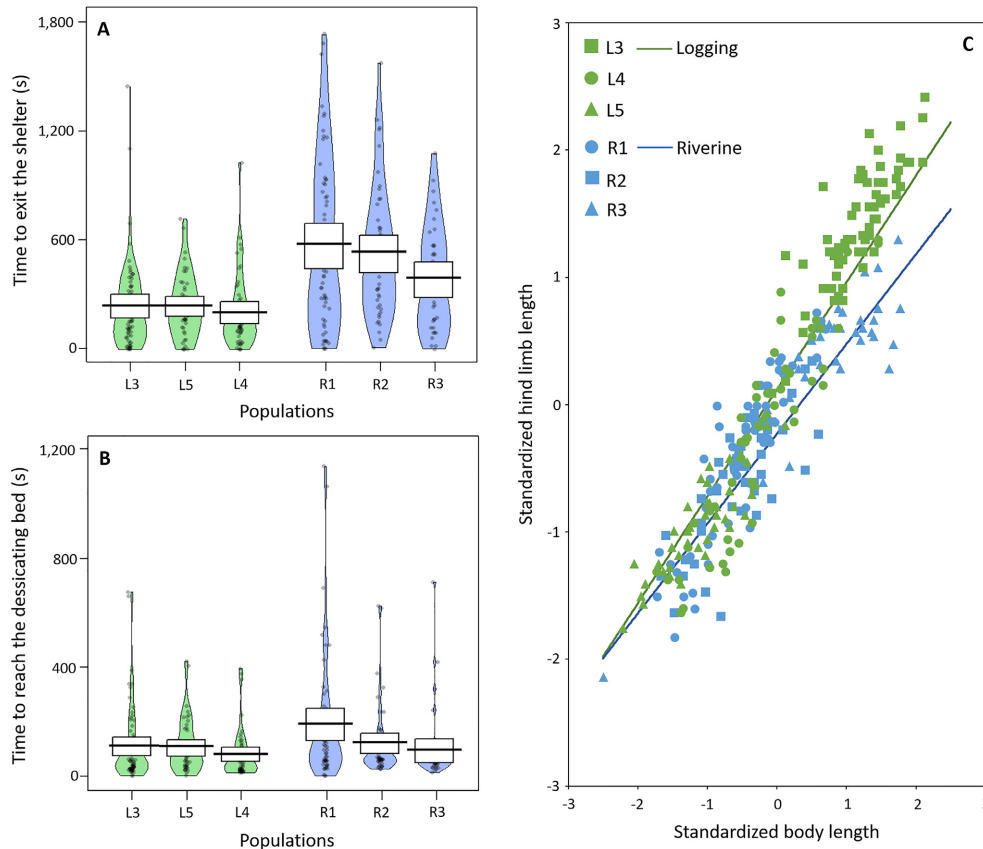 A
Time to exit the shelter (s)
1,800
1,200
600
0
L3 L5 L4 R1 R2 R3
Populations
B
Time to reach the dessicating bed (s)
1,200
800
400
0
L3 L5 L4 R1 R2 R3
Populations
C
L3 Logging
L4
L5
R1 Riverine
R2
R3
Standardized hind limb length
3
2
1
0
-1
-2
-3
-3 -2 -1 0 1 2
Standardized body length